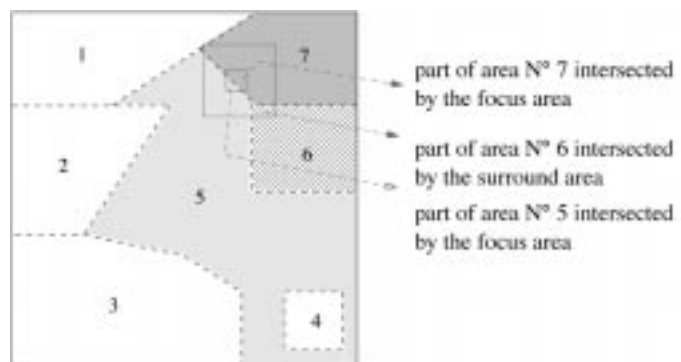 1
7
part of area N° 7 intersected
by the focus area
2
6
part of area N° 6 intersected
by the surround area
5
part of area N° 5 intersected
by the focus area
3
4